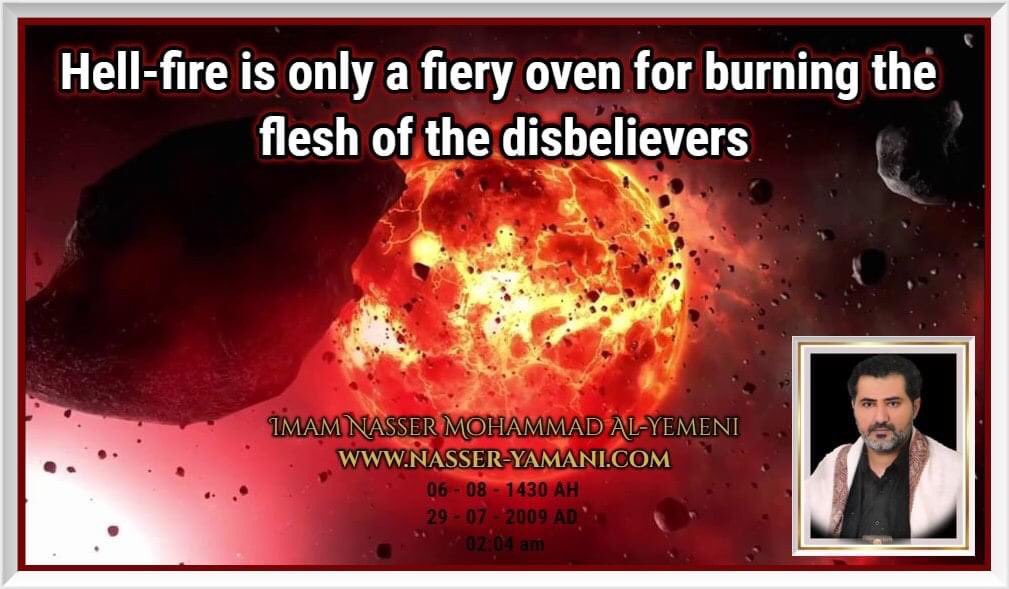 Hell-fire is only a fiery oven for burning the
flesh of the disbelievers
Imam Nasser Mohammad Al-Yemeni
www.nasser-yamani.com
06 - 08 - 1430 AH
29 - 07 - 2009 AD
02:04 am